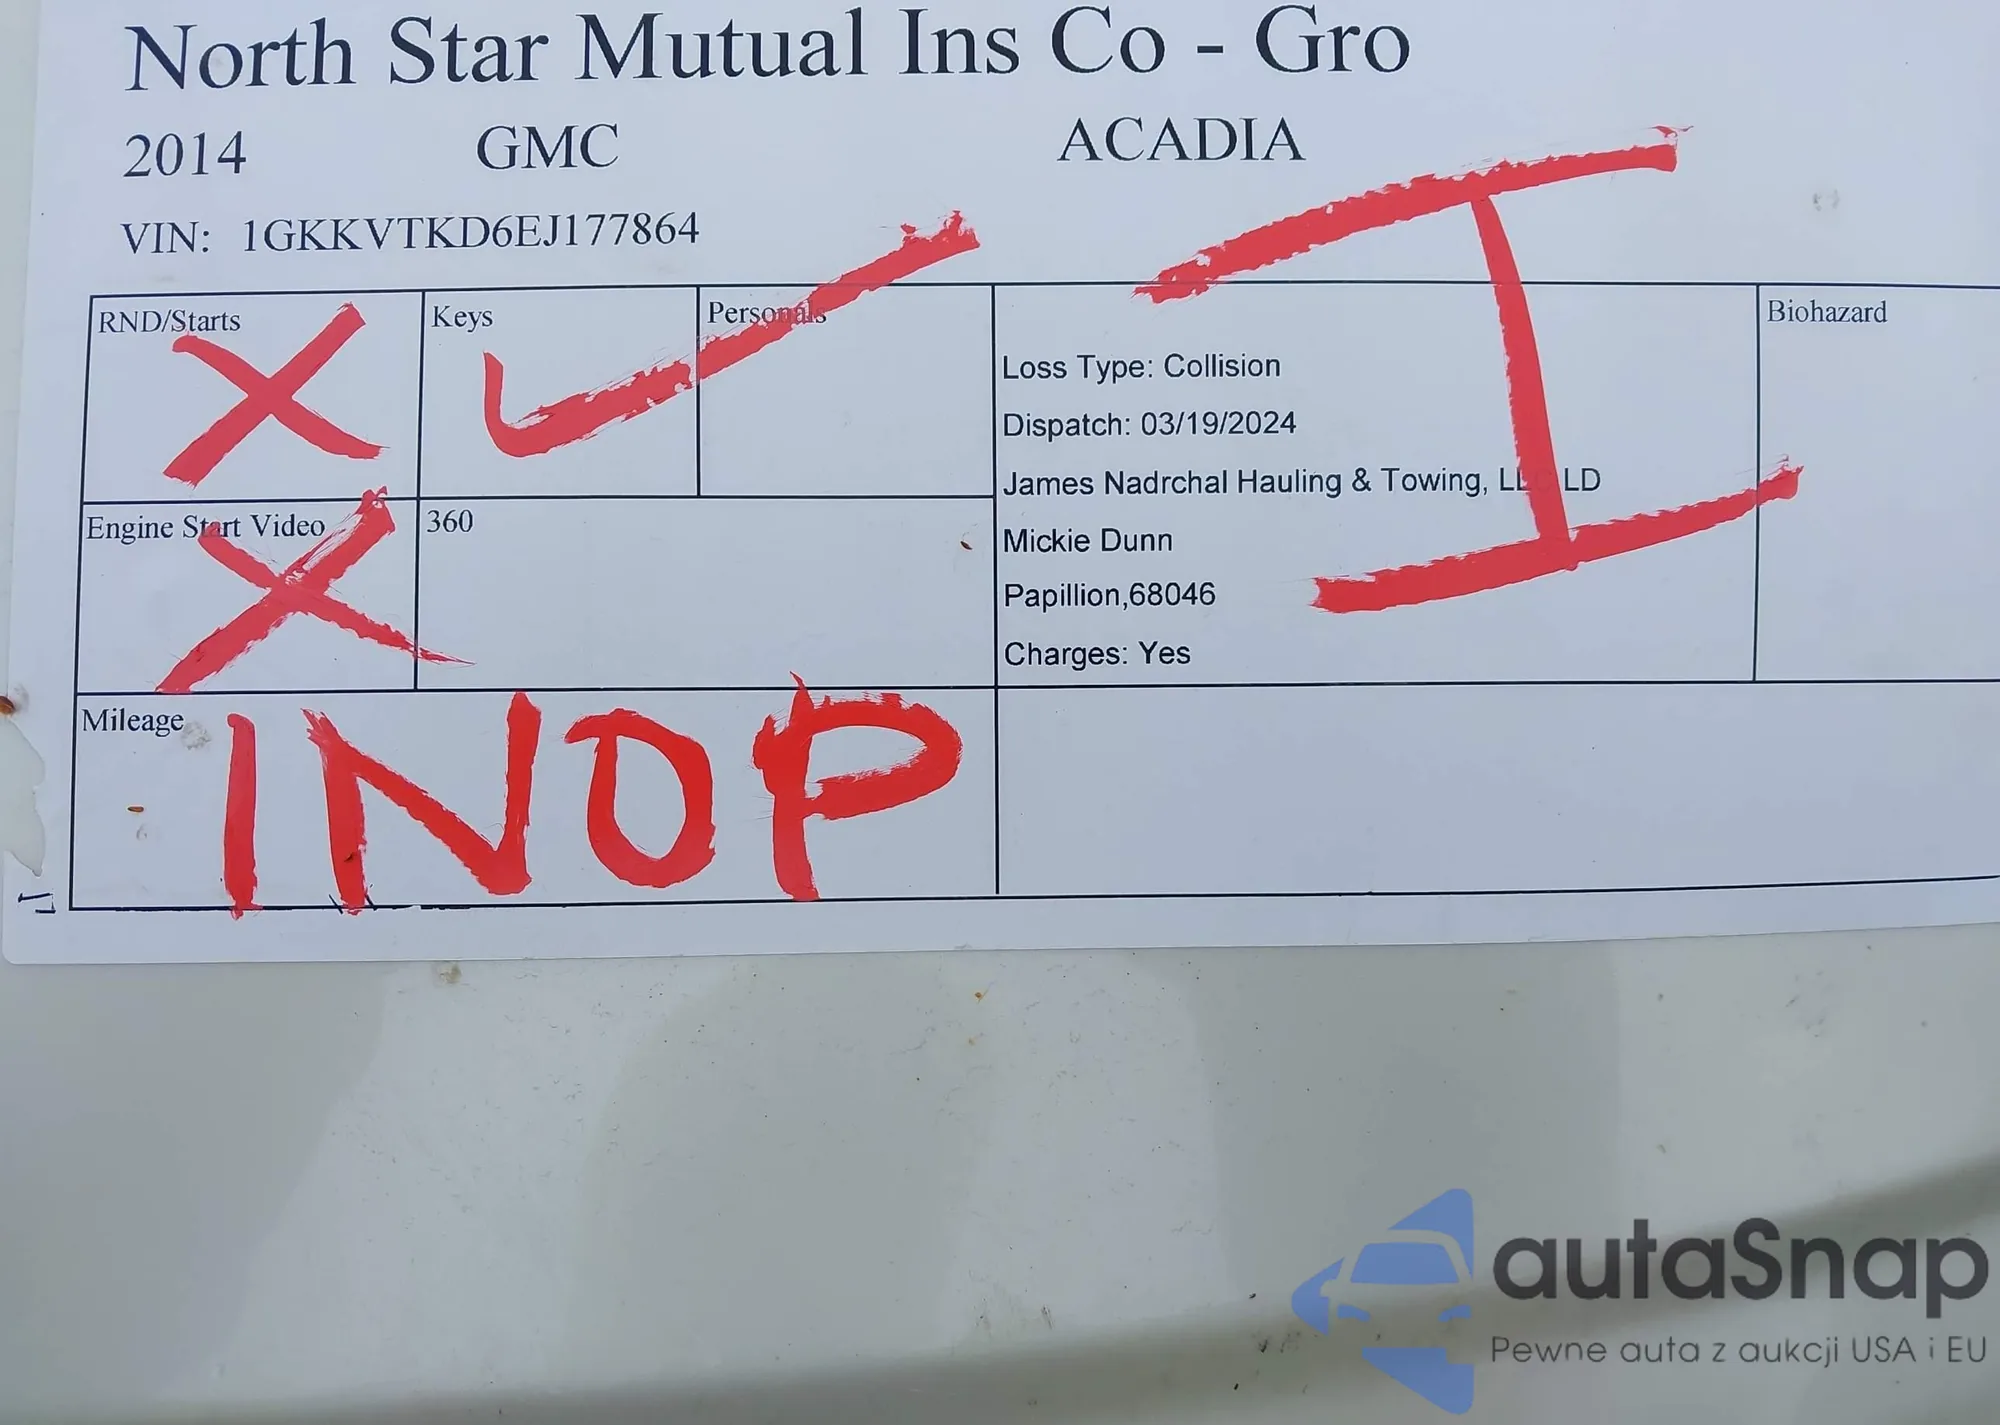 North Star Mutual Ins Co - Gro
2014 GMC ACADIA
VIN: 1GKKVTKD6EJ177864
RND/Starts X
Keys
Personals
I
Loss Type: Collision
Dispatch: 03/19/2024
James Nadrchal Hauling & Towing, LLC LD
Mickie Dunn
Papillion,68046
Charges: Yes
Biohazard
Engine Start Video X
360
Mileage
INOP
autaSnap
Pewne auta z aukcji USA i EU